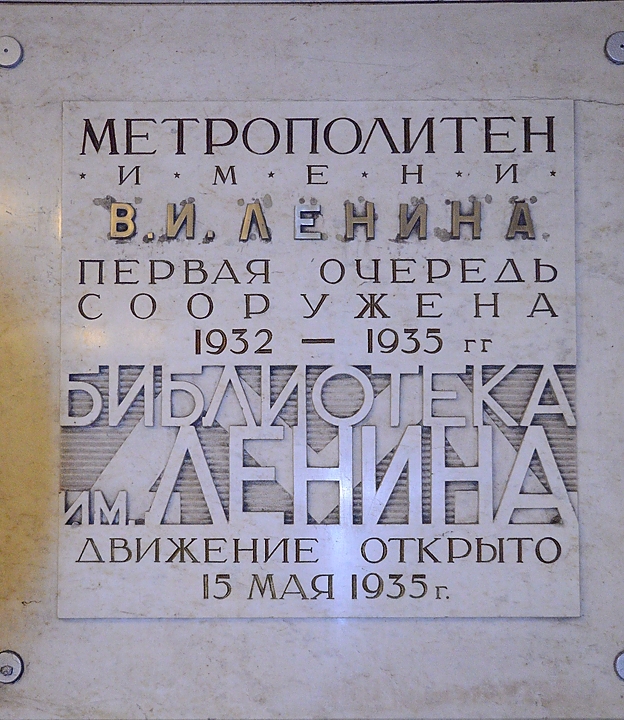 МЕТРОПОЛИТЕН
• И • М • Е • Н • И •
В.И. ЛЕНИНА
ПЕРВАЯ ОЧЕРЕДЬ
СООРУЖЕНА
1932 — 1935 гг
БИБЛИОТЕКА
ИМ. ЛЕНИНА
ДВИЖЕНИЕ ОТКРЫТО
15 МАЯ 1935 г.